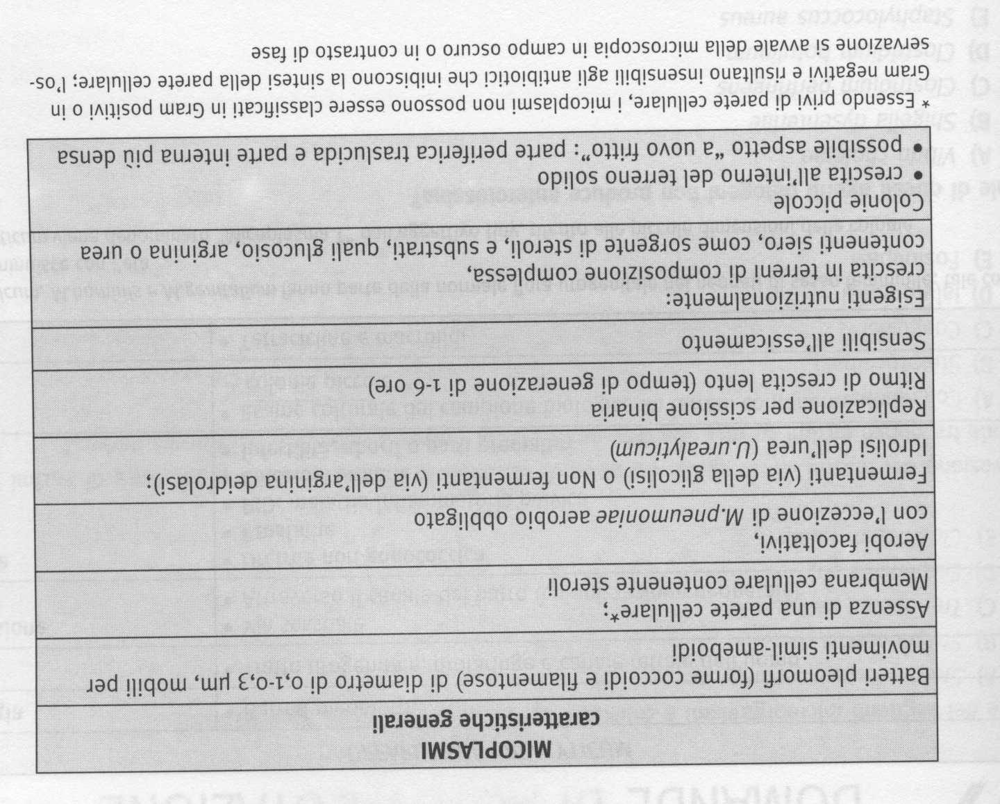 MICOPLASMI
caratteristiche generali
Batteri pleomorfi (forme coccoidi e filamentose) di diametro di 0,1-0,3 µm, mobili per
movimenti simil-ameboidi
Assenza di una parete cellulare*;
Membrana cellulare contenente steroli
Aerobi facoltativi,
con l'eccezione di M.pneumoniae aerobio obbligato
Fermentanti (via della glicolisi) o Non fermentanti (via dell'arginina deidrolasi);
Idrolisi dell'urea (U.urealyticum)
Replicazione per scissione binaria
Ritmo di crescita lento (tempo di generazione di 1-6 ore)
Sensibili all'essicamento
Esigenti nutrizionalmente:
crescita in terreni di composizione complessa,
contenenti siero, come sorgente di steroli, e substrati, quali glucosio, arginina o urea
Colonie piccole
• crescita all'interno del terreno solido
• possibile aspetto “a uovo fritto”: parte periferica traslucida e parte interna più densa
* Essendo privi di parete cellulare, i micoplasmi non possono essere classificati in Gram positivi o in
Gram negativi e risultano insensibili agli antibiotici che inibiscono la sintesi della parete cellulare; l'os-
servazione si avvale della microscopia in campo oscuro o in contrasto di fase